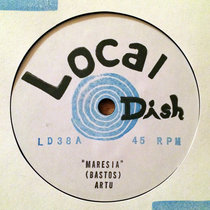 Local
Dish
LD38A 45 RPM
"MARESIA"
(BASTOS)
ARTU